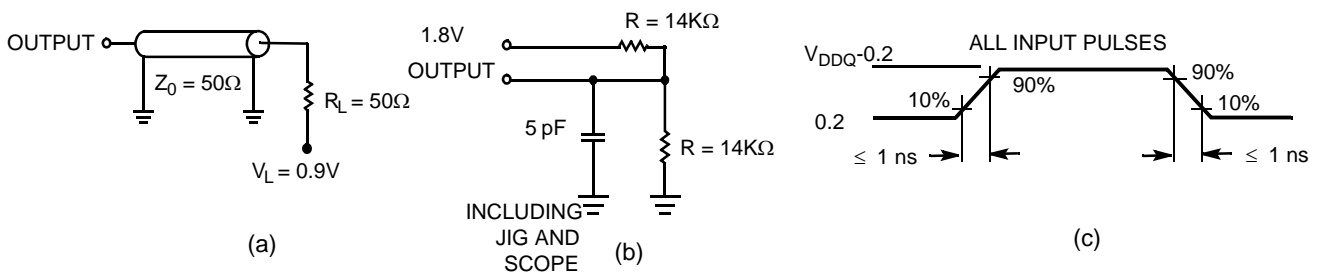 OUTPUT
Z0 = 50Ω
RL = 50Ω
VL = 0.9V
(a)
R = 14KΩ
1.8V
OUTPUT
5 pF
R = 14KΩ
INCLUDING
JIG AND
SCOPE
(b)
ALL INPUT PULSES
VDDQ-0.2
90%
90%
10%
10%
0.2
≤ 1 ns
≤ 1 ns
(c)